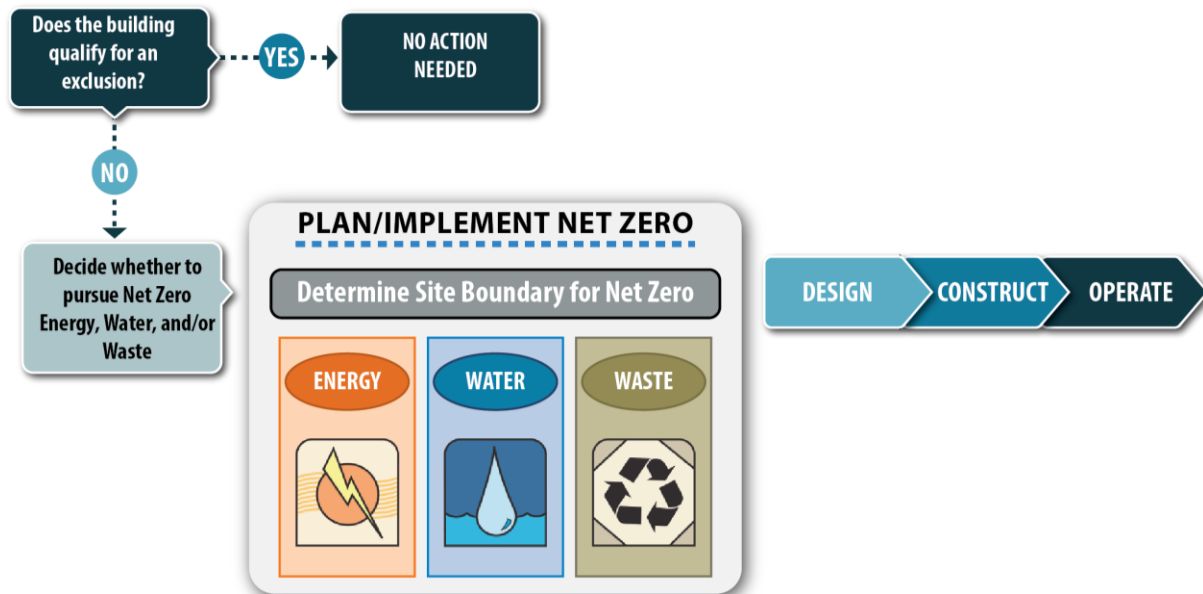 Does the building
qualify for an
exclusion?
YES
NO ACTION
NEEDED
NO
Decide whether to
pursue Net Zero
Energy, Water, and/or
Waste
PLAN/IMPLEMENT NET ZERO
Determine Site Boundary for Net Zero
ENERGY
WATER
WASTE
DESIGN
CONSTRUCT
OPERATE